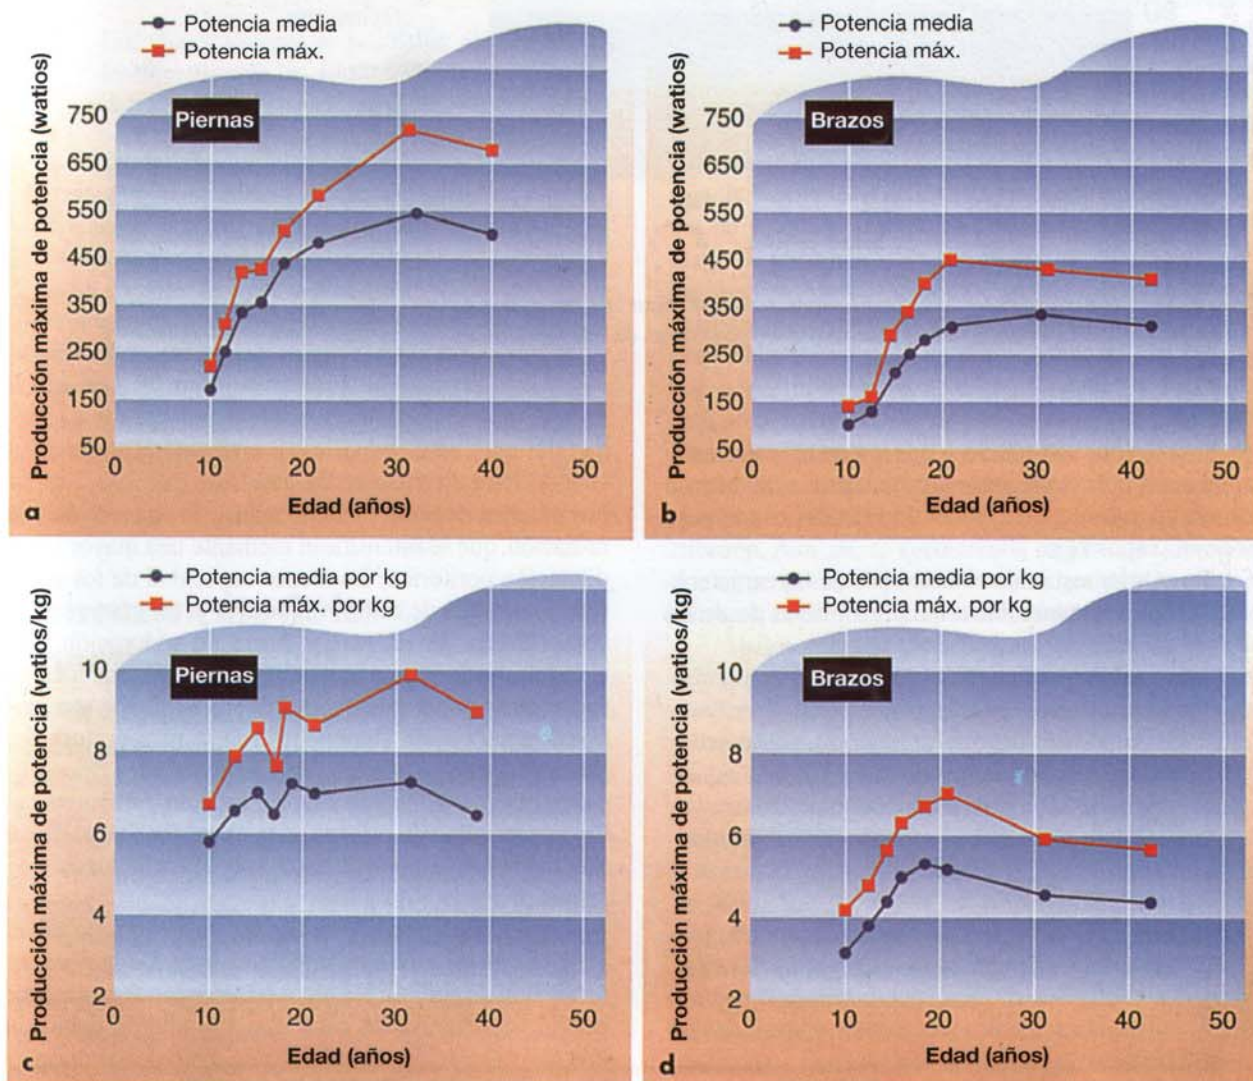 Potencia media
Potencia máx.
Piernas
Producción máxima de potencia (watios)
750
650
550
450
350
250
150
50
0 10 20 30 40 50
Edad (años)
a
Potencia media
Potencia máx.
Brazos
Producción máxima de potencia (watios)
750
650
550
450
350
250
150
50
0 10 20 30 40 50
Edad (años)
b
Potencia media por kg
Potencia máx. por kg
Piernas
Producción máxima de potencia (vatios/kg)
10
8
6
4
2
0 10 20 30 40 50
Edad (años)
c
Potencia media por kg
Potencia máx. por kg
Brazos
Producción máxima de potencia (vatios/kg)
10
8
6
4
2
0 10 20 30 40 50
Edad (años)
d